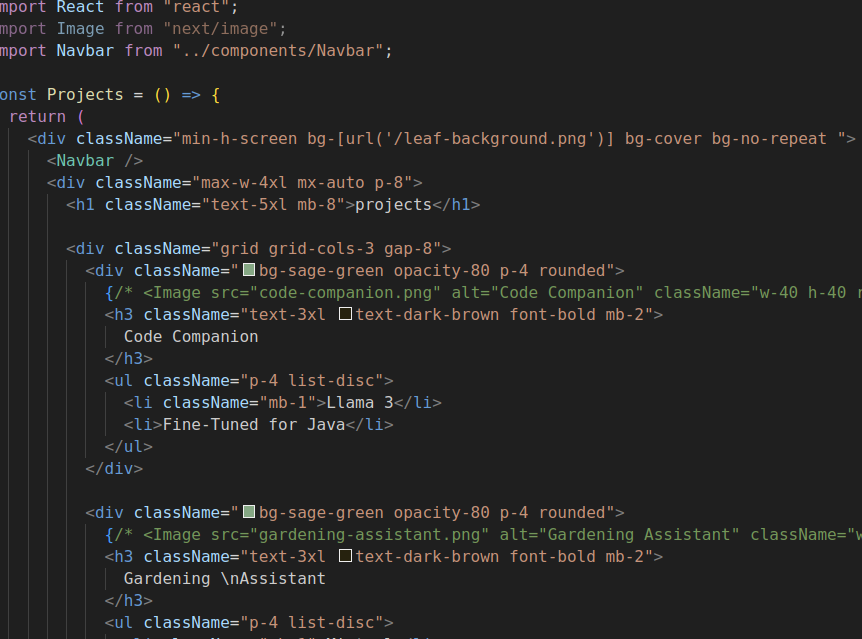 mport React from "react";
mport Image from "next/image";
mport Navbar from "../components/Navbar";
onst Projects = () => {
return (
<div className="min-h-screen bg-[url('/leaf-background.png')] bg-cover bg-no-repeat ">
<Navbar />
<div className="max-w-4xl mx-auto p-8">
<h1 className="text-5xl mb-8">projects</h1>
<div className="grid grid-cols-3 gap-8">
<div className="bg-sage-green opacity-80 p-4 rounded">
{/* <Image src="code-companion.png" alt="Code Companion" className="w-40 h-40 r
<h3 className="text-3xl text-dark-brown font-bold mb-2">
Code Companion
</h3>
<ul className="p-4 list-disc">
<li className="mb-1">Llama 3</li>
<li>Fine-Tuned for Java</li>
</ul>
</div>
<div className="bg-sage-green opacity-80 p-4 rounded">
{/* <Image src="gardening-assistant.png" alt="Gardening Assistant" className="w
<h3 className="text-3xl text-dark-brown font-bold mb-2">
Gardening \nAssistant
</h3>
<ul className="p-4 list-disc">